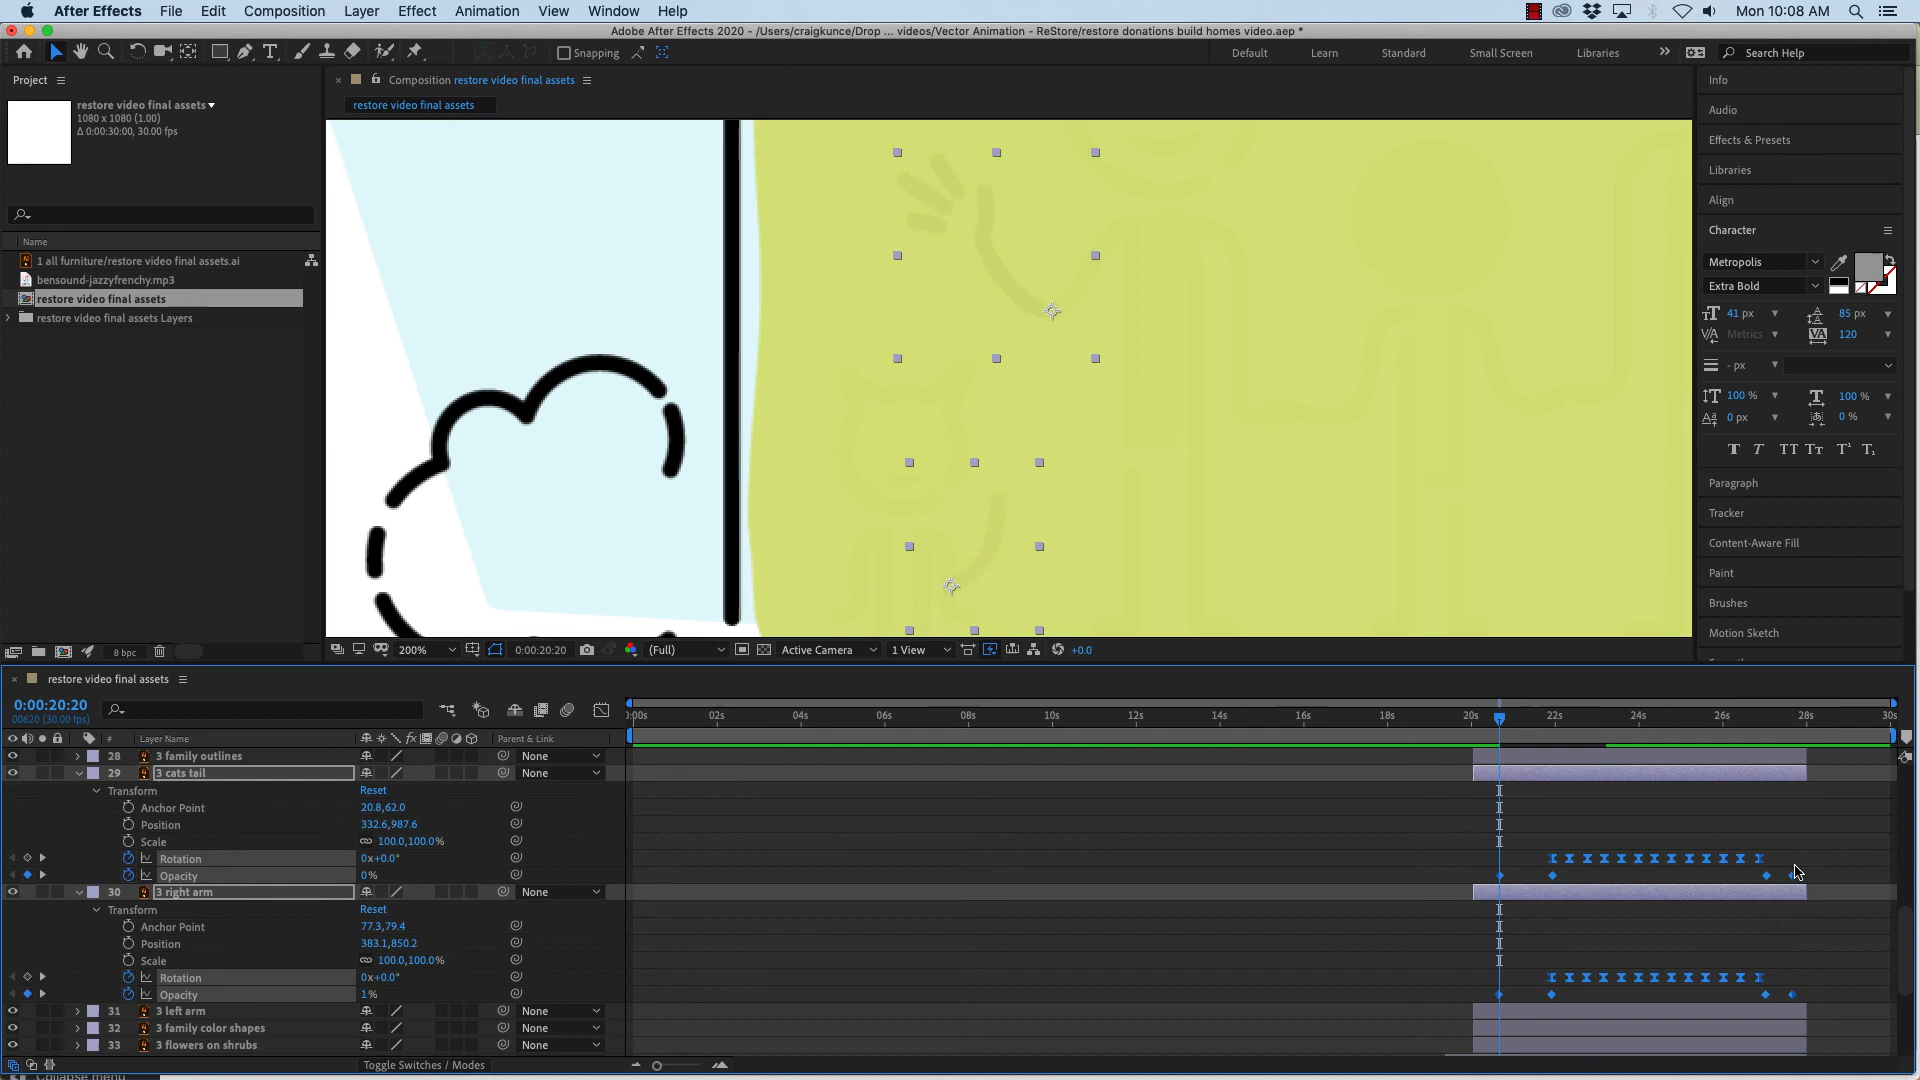 After Effects File Edit Composition Layer Effect Animation View Window Help Mon 10:08 AM
Adobe After Effects 2020 - /Users/craigkunce/Drop ... videos/Vector Animation - ReStore/restore donations build homes video.aep *
Snapping Default Learn Standard Small Screen Libraries Search Help
Project Composition restore video final assets Info
restore video final assets
1080 x 1080 (1.00)
Δ 0:00:30:00, 30.00 fps
restore video final assets
Audio
Effects & Presets
Libraries
Align
Character
Metropolis
Extra Bold
41 px 85 px
Metrics 120
- px
100 % 100 %
0 px 0 %
Paragraph
Tracker
Content-Aware Fill
Paint
Brushes
Motion Sketch
Name
1 all furniture/restore video final assets.ai
bensound-jazzyfrenchy.mp3
restore video final assets
restore video final assets Layers
8 bpc 200% 0:00:20:20 (Full) Active Camera 1 View +0.0
restore video final assets
0:00:20:20
00620 (30.00 fps)
0:00s 02s 04s 06s 08s 10s 12s 14s 16s 18s 20s 22s 24s 26s 28s 30s
# Layer Name Parent & Link
28 3 family outlines None
29 3 cats tail None
Transform Reset
Anchor Point 20.8,62.0
Position 332.6,987.6
Scale 100.0,100.0%
Rotation 0x+0.0°
Opacity 0%
30 3 right arm None
Transform Reset
Anchor Point 77.3,79.4
Position 383.1,850.2
Scale 100.0,100.0%
Rotation 0x+0.0°
Opacity 1%
31 3 left arm None
32 3 family color shapes None
33 3 flowers on shrubs None
Toggle Switches / Modes
Collapse menu